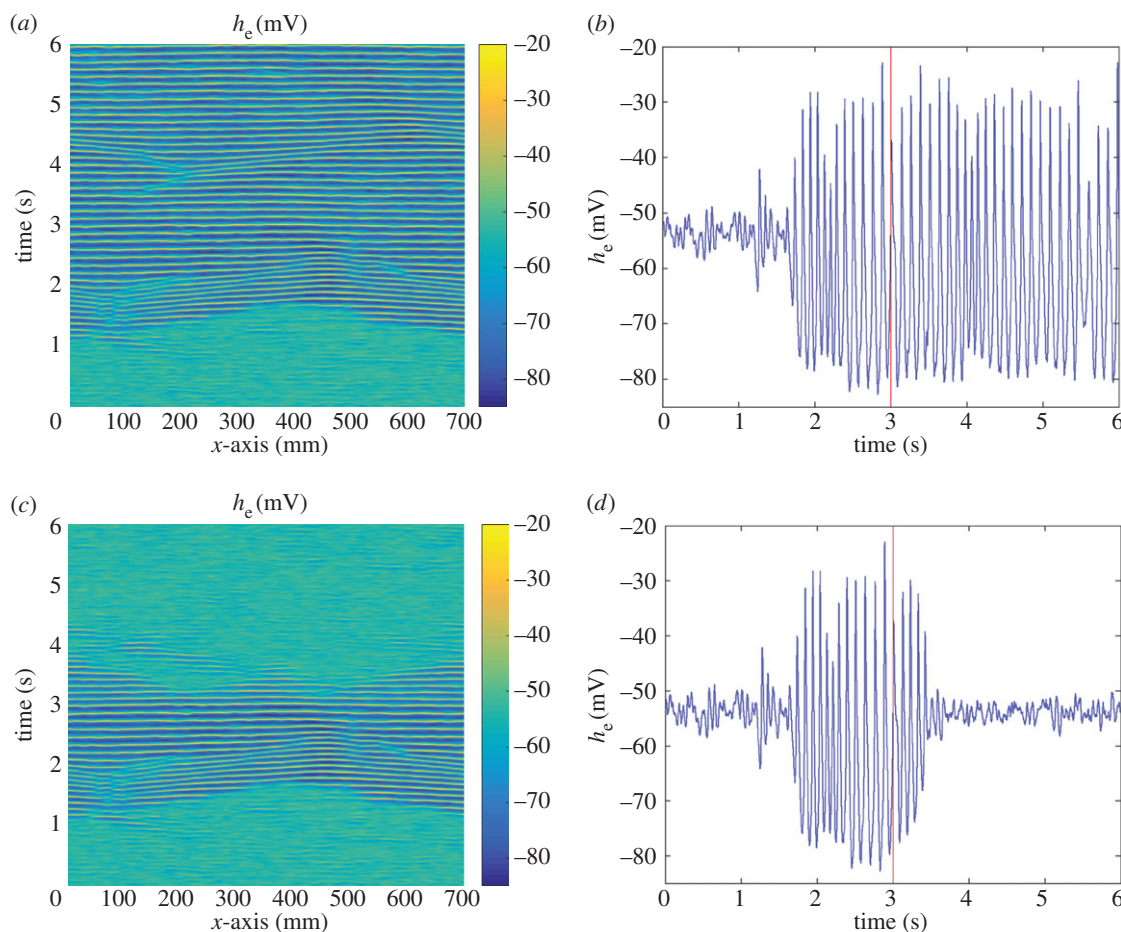 (a)
h_e (mV)
6
5
4
3
2
1
time (s)
0 100 200 300 400 500 600 700
x-axis (mm)
–20
–30
–40
–50
–60
–70
–80
(b)
–20
–30
–40
–50
–60
–70
–80
h_e (mV)
0 1 2 3 4 5 6
time (s)
(c)
h_e (mV)
6
5
4
3
2
1
time (s)
0 100 200 300 400 500 600 700
x-axis (mm)
–20
–30
–40
–50
–60
–70
–80
(d)
–20
–30
–40
–50
–60
–70
–80
h_e (mV)
0 1 2 3 4 5 6
time (s)